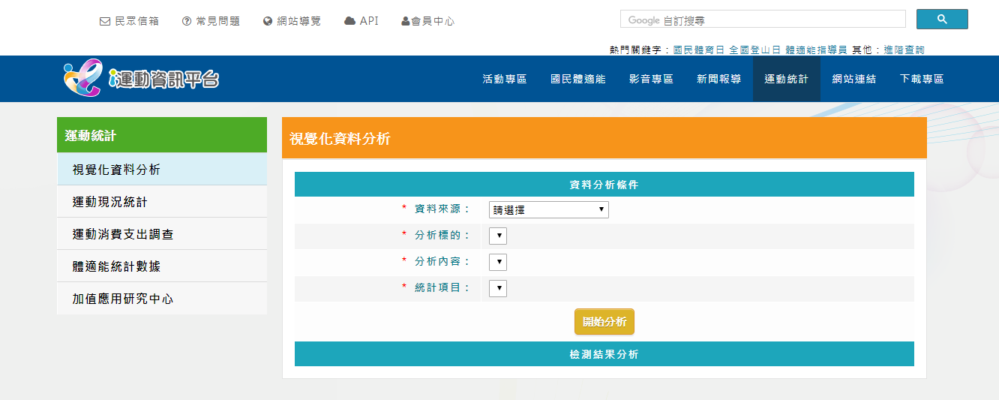 民眾信箱 常見問題 網站導覽 API 會員中心
Google 自訂搜尋
熱門關鍵字：國民體育日 全國登山日 體適能指導員 其他：進階查詢
i運動資訊平台
活動專區 國民體適能 影音專區 新聞報導 運動統計 網站連結 下載專區
運動統計
視覺化資料分析
運動現況統計
運動消費支出調查
體適能統計數據
加值應用研究中心
視覺化資料分析
資料分析條件
* 資料來源： 請選擇
* 分析標的：
* 分析內容：
* 統計項目：
開始分析
檢測結果分析